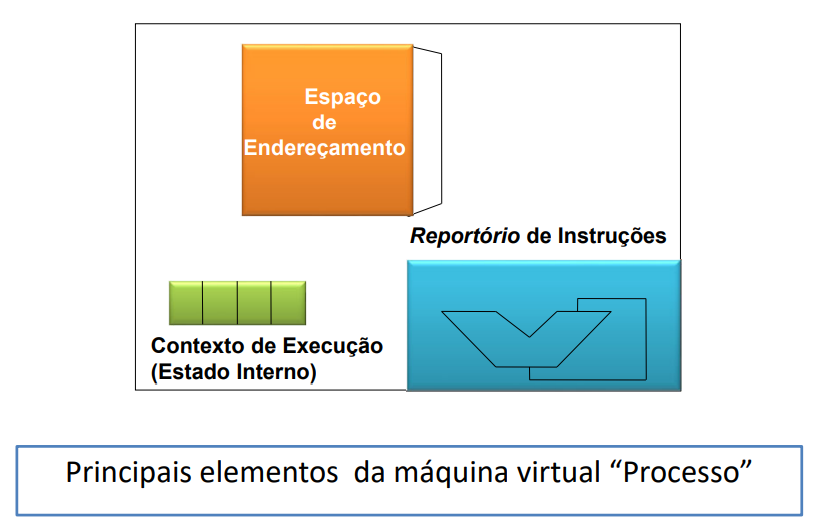 Espaço
de
Endereçamento
Reportório de Instruções
Contexto de Execução
(Estado Interno)
Principais elementos da máquina virtual “Processo”